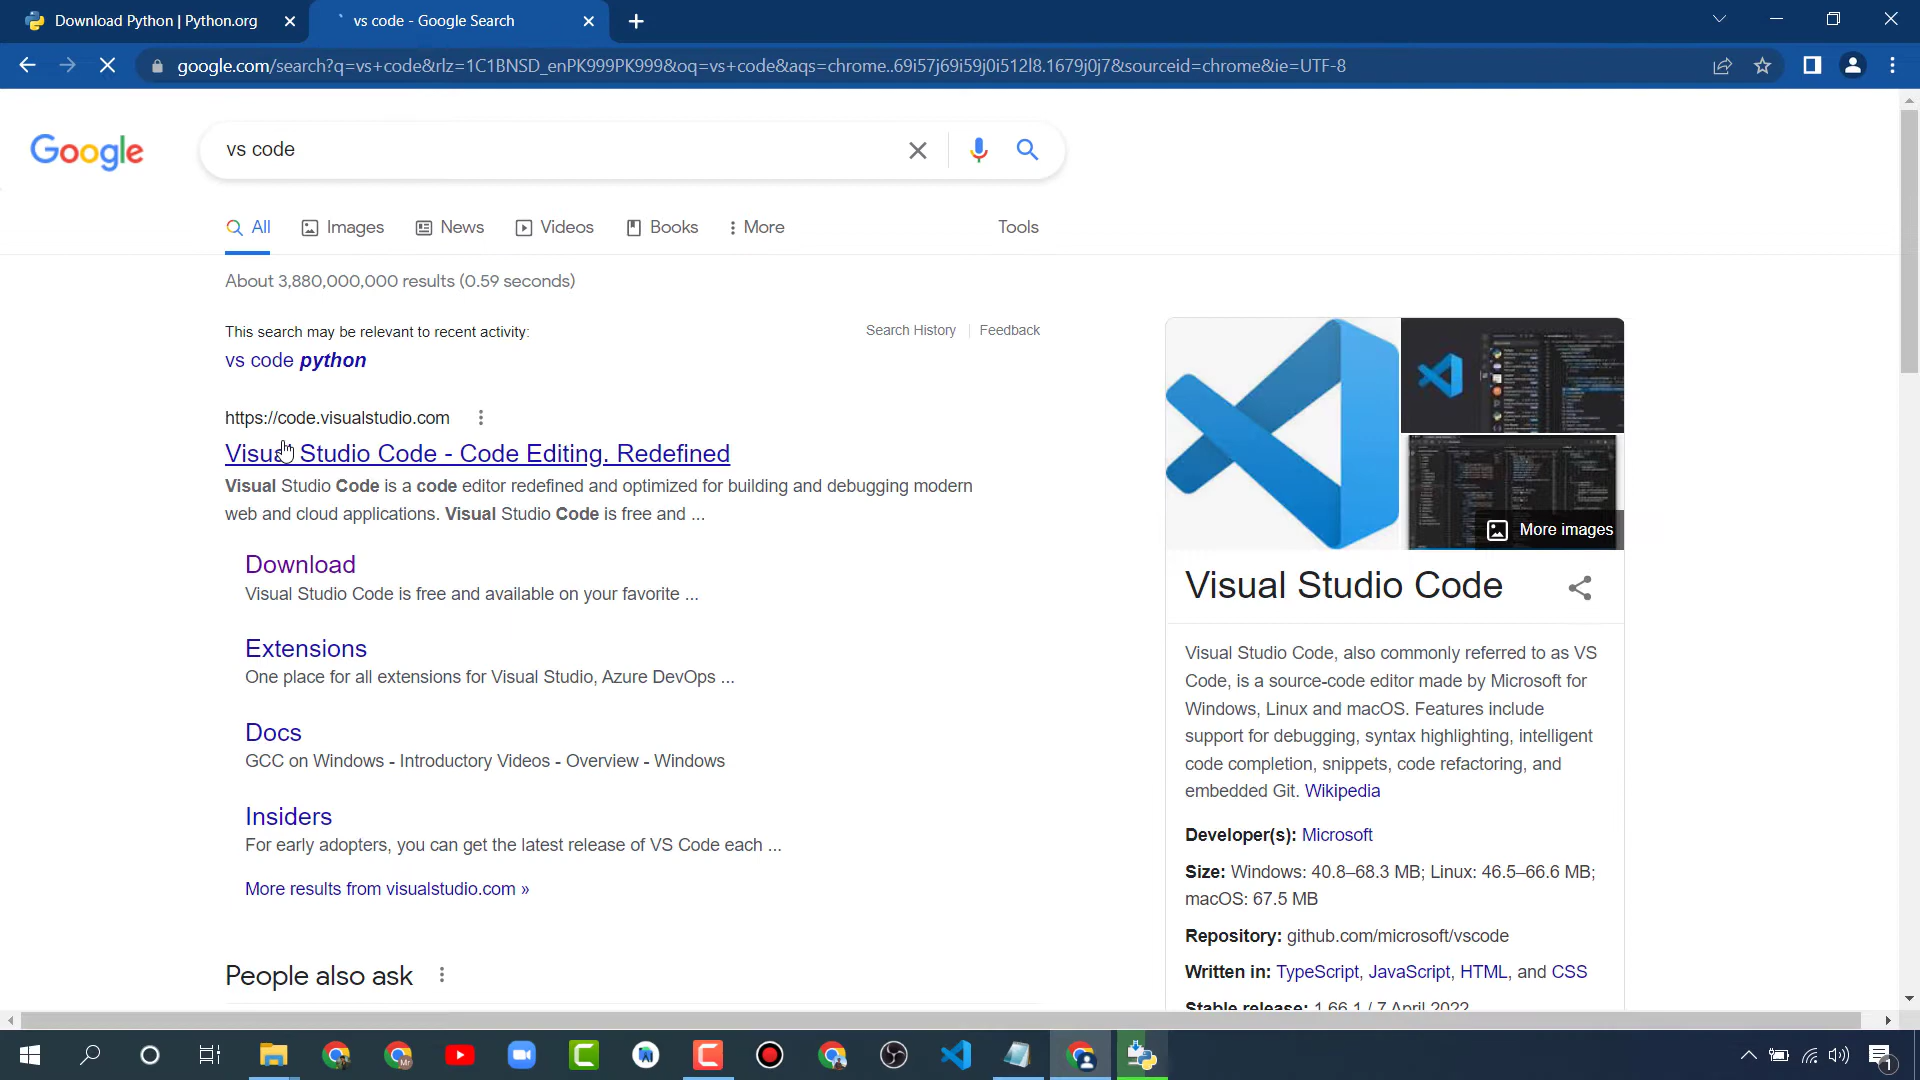 Download Python | Python.org
vs code - Google Search
google.com/search?q=vs+code&rlz=1C1BNSD_enPK999PK999&oq=vs+code&aqs=chrome..69i57j69i59j0i512l8.1679j0j7&sourceid=chrome&ie=UTF-8
Google
vs code
All
Images
News
Videos
Books
More
Tools
About 3,880,000,000 results (0.59 seconds)
This search may be relevant to recent activity:
Search History
Feedback
vs code python
https://code.visualstudio.com
Visual Studio Code - Code Editing. Redefined
Visual Studio Code is a code editor redefined and optimized for building and debugging modern
web and cloud applications. Visual Studio Code is free and ...
Download
Visual Studio Code is free and available on your favorite ...
Extensions
One place for all extensions for Visual Studio, Azure DevOps ...
Docs
GCC on Windows - Introductory Videos - Overview - Windows
Insiders
For early adopters, you can get the latest release of VS Code each ...
More results from visualstudio.com »
People also ask
More images
Visual Studio Code
Visual Studio Code, also commonly referred to as VS
Code, is a source-code editor made by Microsoft for
Windows, Linux and macOS. Features include
support for debugging, syntax highlighting, intelligent
code completion, snippets, code refactoring, and
embedded Git. Wikipedia
Developer(s): Microsoft
Size: Windows: 40.8–68.3 MB; Linux: 46.5–66.6 MB;
macOS: 67.5 MB
Repository: github.com/microsoft/vscode
Written in: TypeScript, JavaScript, HTML, and CSS
Stable release: 1.66.1 / 7 April 2022
1